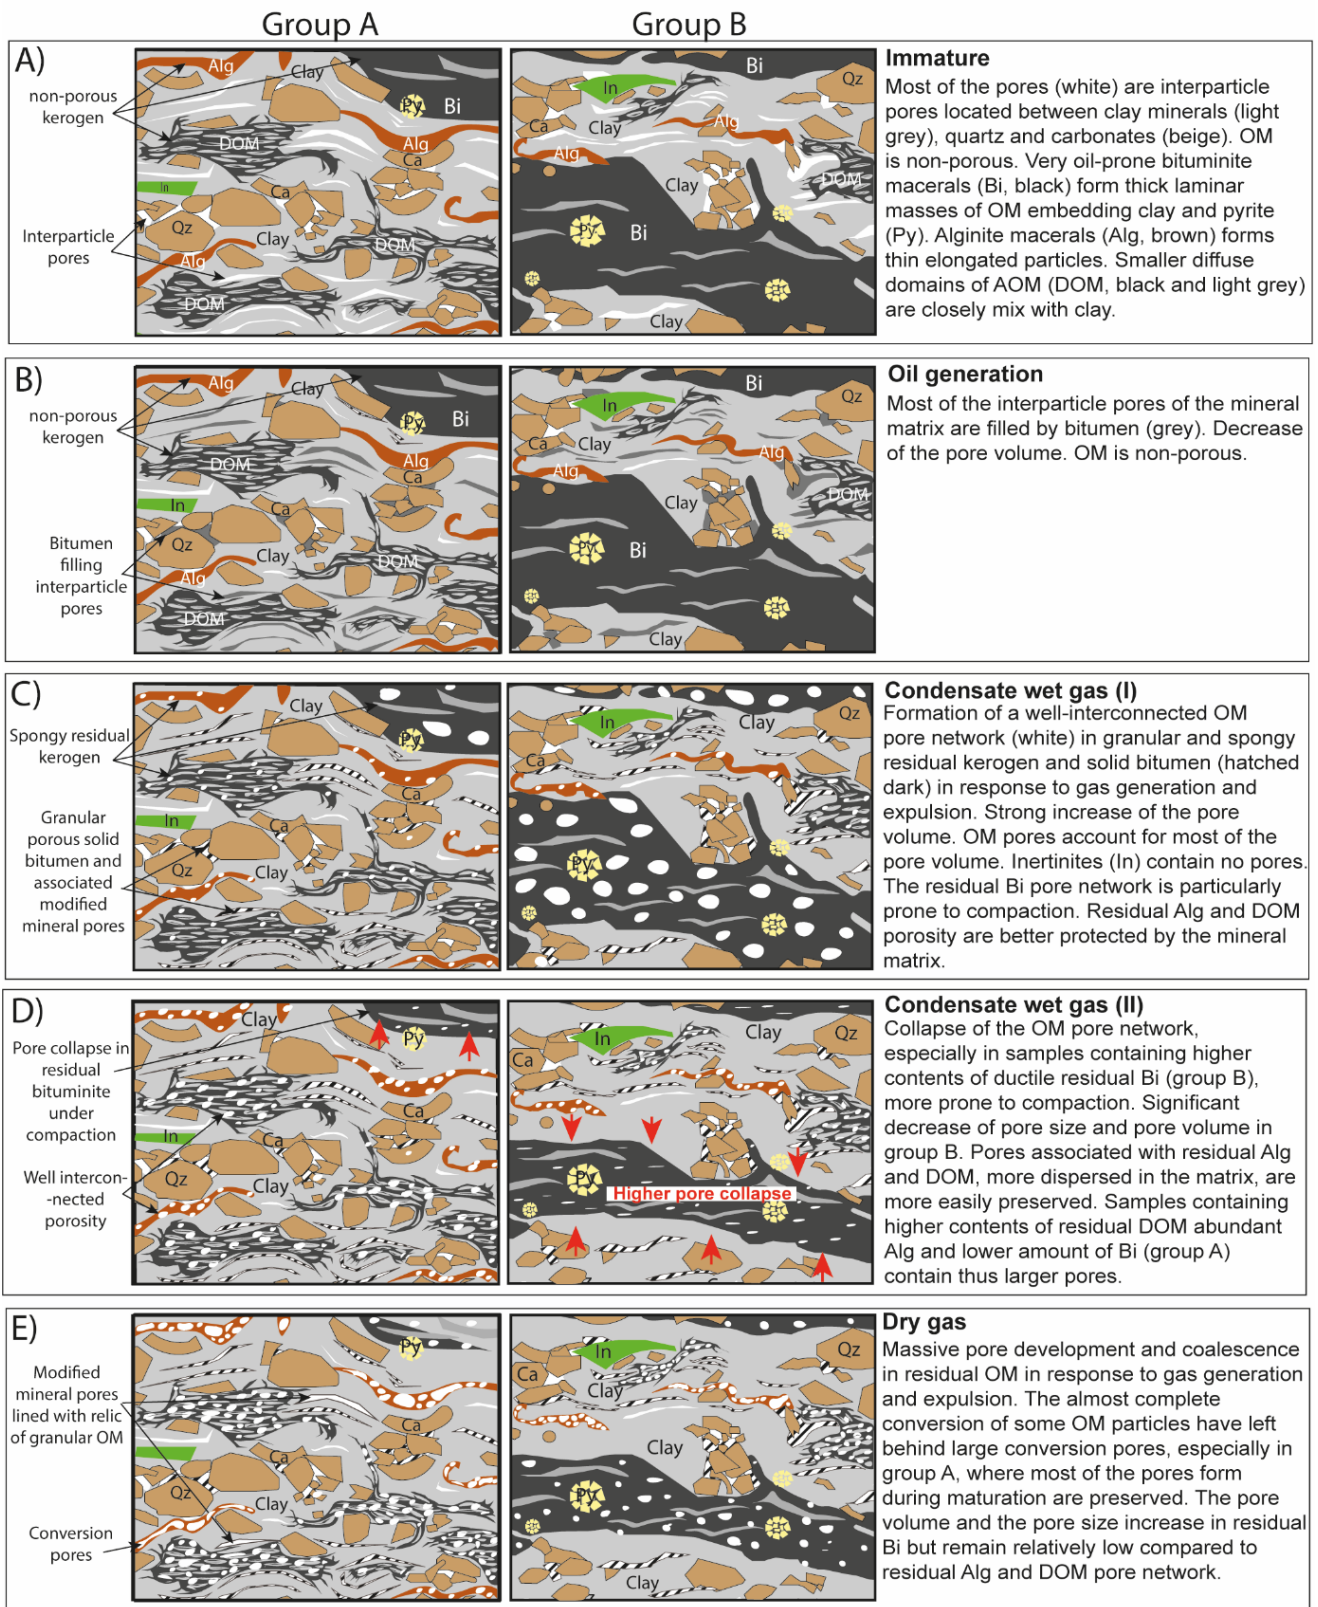 Group A
Group B
A)
non-porous
kerogen
Interparticle
pores
Alg
Clay
Py
Bi
DOM
Alg
Ca
In
Ca
Qz
Clay
DOM
Alg
DOM
Bi
In
Qz
Ca
Clay
Alg
Alg
DOM
Clay
Py
Bi
Clay
Immature
Most of the pores (white) are interparticle
pores located between clay minerals (light
grey), quartz and carbonates (beige). OM
is non-porous. Very oil-prone bituminite
macerals (Bi, black) form thick laminar
masses of OM embedding clay and pyrite
(Py). Alginite macerals (Alg, brown) forms
thin elongated particles. Smaller diffuse
domains of AOM (DOM, black and light grey)
are closely mix with clay.
B)
non-porous
kerogen
Bitumen
filling
interparticle
pores
Alg
Clay
Py
Bi
DOM
Alg
Ca
In
Ca
Qz
Clay
DOM
Alg
DOM
Bi
In
Qz
Ca
Clay
Alg
Alg
DOM
Clay
Py
Bi
Clay
Oil generation
Most of the interparticle pores of the mineral
matrix are filled by bitumen (grey). Decrease
of the pore volume. OM is non-porous.
C)
Spongy residual
kerogen
Granular
porous solid
bitumen and
associated
modified
mineral pores
Clay
Py
Ca
In
Ca
Qz
Clay
In
Clay
Qz
Ca
Py
Condensate wet gas (I)
Formation of a well-interconnected OM
pore network (white) in granular and spongy
residual kerogen and solid bitumen (hatched
dark) in response to gas generation and
expulsion. Strong increase of the pore
volume. OM pores account for most of the
pore volume. Inertinites (In) contain no pores.
The residual Bi pore network is particularly
prone to compaction. Residual Alg and DOM
porosity are better protected by the mineral
matrix.
D)
Pore collapse in
residual
bituminite
under
compaction
Well intercon-
-nected
porosity
Clay
Py
Ca
In
Ca
Qz
Clay
In
Clay
Qz
Ca
Py
Higher pore collapse
Condensate wet gas (II)
Collapse of the OM pore network,
especially in samples containing higher
contents of ductile residual Bi (group B),
more prone to compaction. Significant
decrease of pore size and pore volume in
group B. Pores associated with residual Alg
and DOM, more dispersed in the matrix, are
more easily preserved. Samples containing
higher contents of residual DOM abundant
Alg and lower amount of Bi (group A)
contain thus larger pores.
E)
Modified
mineral pores
lined with relic
of granular OM
Conversion
pores
Py
Ca
Ca
Qz
Clay
In
Qz
Ca
Clay
Clay
Py
Clay
Dry gas
Massive pore development and coalescence
in residual OM in response to gas generation
and expulsion. The almost complete
conversion of some OM particles have left
behind large conversion pores, especially in
group A, where most of the pores form
during maturation are preserved. The pore
volume and the pore size increase in residual
Bi but remain relatively low compared to
residual Alg and DOM pore network.